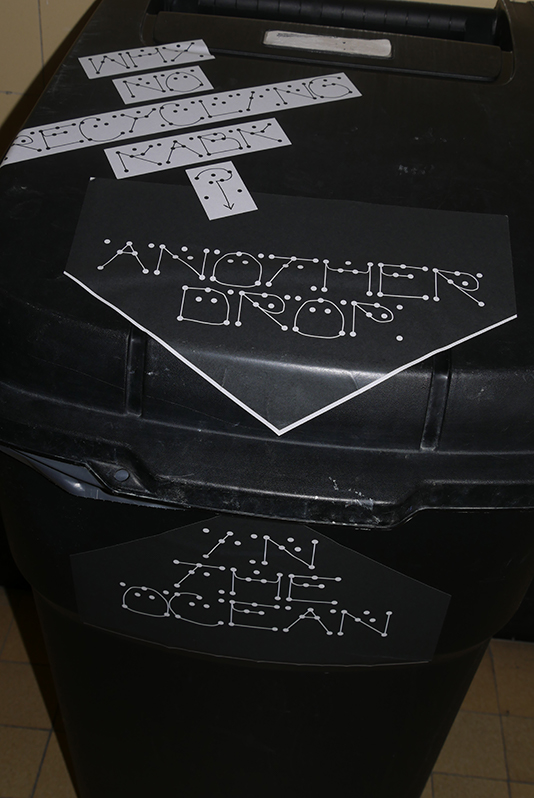 WHY
NO
RECYCLING
KABK
?
ANOTHER
DROP.
IN
THE
OCEAN